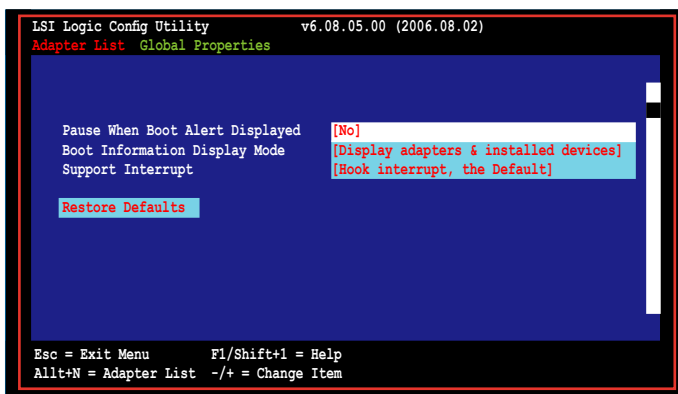 LSI Logic Config Utility v6.08.05.00 (2006.08.02)
Adapter List Global Properties
Pause When Boot Alert Displayed [No]
Boot Information Display Mode [Display adapters & installed devices]
Support Interrupt [Hook interrupt, the Default]
Restore Defaults
Esc = Exit Menu F1/Shift+1 = Help
Allt+N = Adapter List -/+ = Change Item